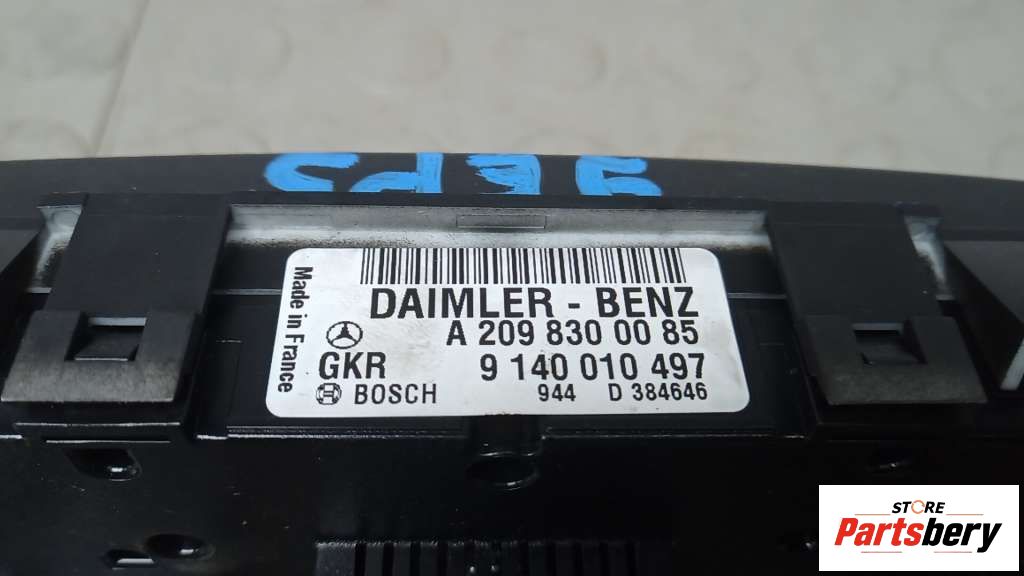 DAIMLER - BENZ
A 209 830 00 85
GKR 9 140 010 497
BOSCH 944 D 384646
Made in France
STORE
Partsbery